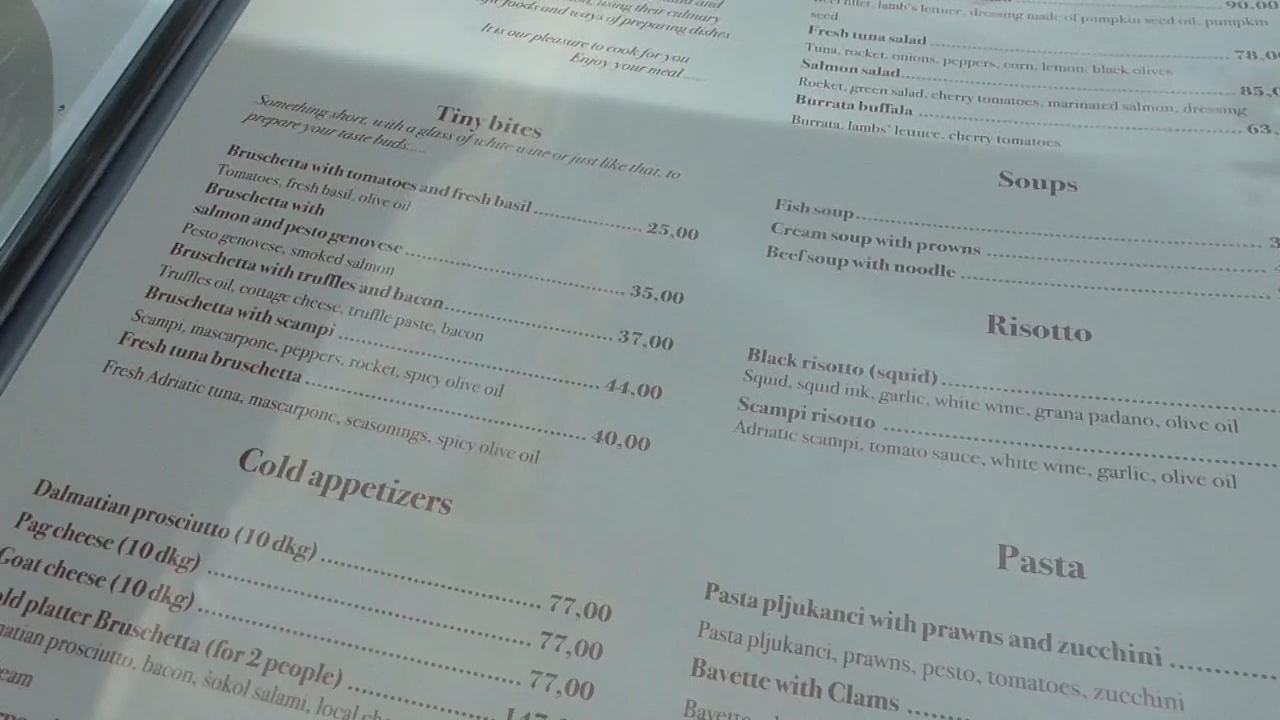 using their culinary
foods and ways of preparing dishes
It is our pleasure to cook for you
Enjoy your meal......
Tiny bites
Something short, with a glass of white wine or just like that, to
prepare your taste buds.....
Bruschetta with tomatoes and fresh basil 25,00
Tomatoes, fresh basil, olive oil
Bruschetta with
salmon and pesto genovese 35,00
Pesto genovese, smoked salmon
Bruschetta with truffles and bacon 37,00
Truffles oil, cottage cheese, truffle paste, bacon
Bruschetta with scampi 44,00
Scampi, mascarpone, peppers, rocket, spicy olive oil
Fresh tuna bruschetta 40,00
Fresh Adriatic tuna, mascarpone, seasonings, spicy olive oil
Cold appetizers
Dalmatian prosciutto (10 dkg) 77,00
Pag cheese (10 dkg) 77,00
Goat cheese (10 dkg) 77,00
platter Bruschetta (for 2 people)
prosciutto, bacon, šokol salami, local
90,00
lamb's lettuce, dressing made of pumpkin seed oil, pumpkin
seed
Fresh tuna salad 78,0
Tuna, rocket, onions, peppers, corn, lemon, black olives
Salmon salad 85,0
Rocket, green salad, cherry tomatoes, marinated salmon, dressing
Burrata buffala 63,
Burrata, lambs' lettuce, cherry tomatoes
Soups
Fish soup 3
Cream soup with prowns
Beef soup with noodle
Risotto
Black risotto (squid)
Squid, squid ink, garlic, white wine, grana padano, olive oil
Scampi risotto
Adriatic scampi, tomato sauce, white wine, garlic, olive oil
Pasta
Pasta pljukanci with prawns and zucchini
Pasta pljukanci, prawns, pesto, tomatoes, zucchini
Bavette with Clams